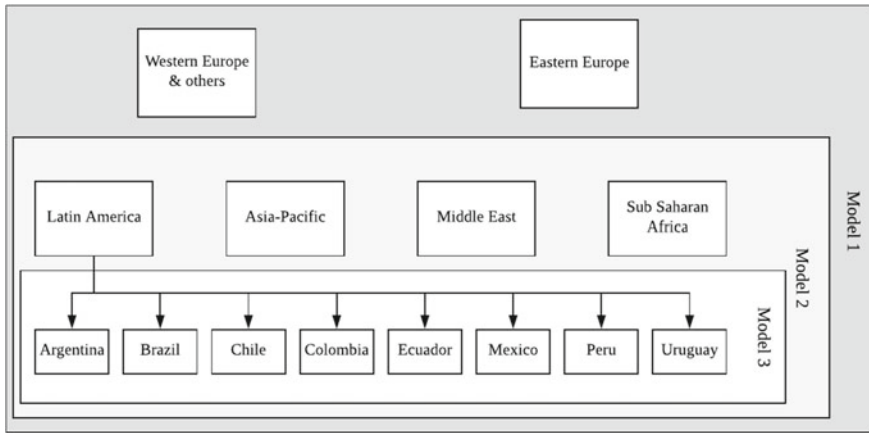 Western Europe
& others
Eastern Europe
Latin America
Asia-Pacific
Middle East
Sub Saharan
Africa
Argentina
Brazil
Chile
Colombia
Ecuador
Mexico
Peru
Uruguay
Model 3
Model 2
Model 1